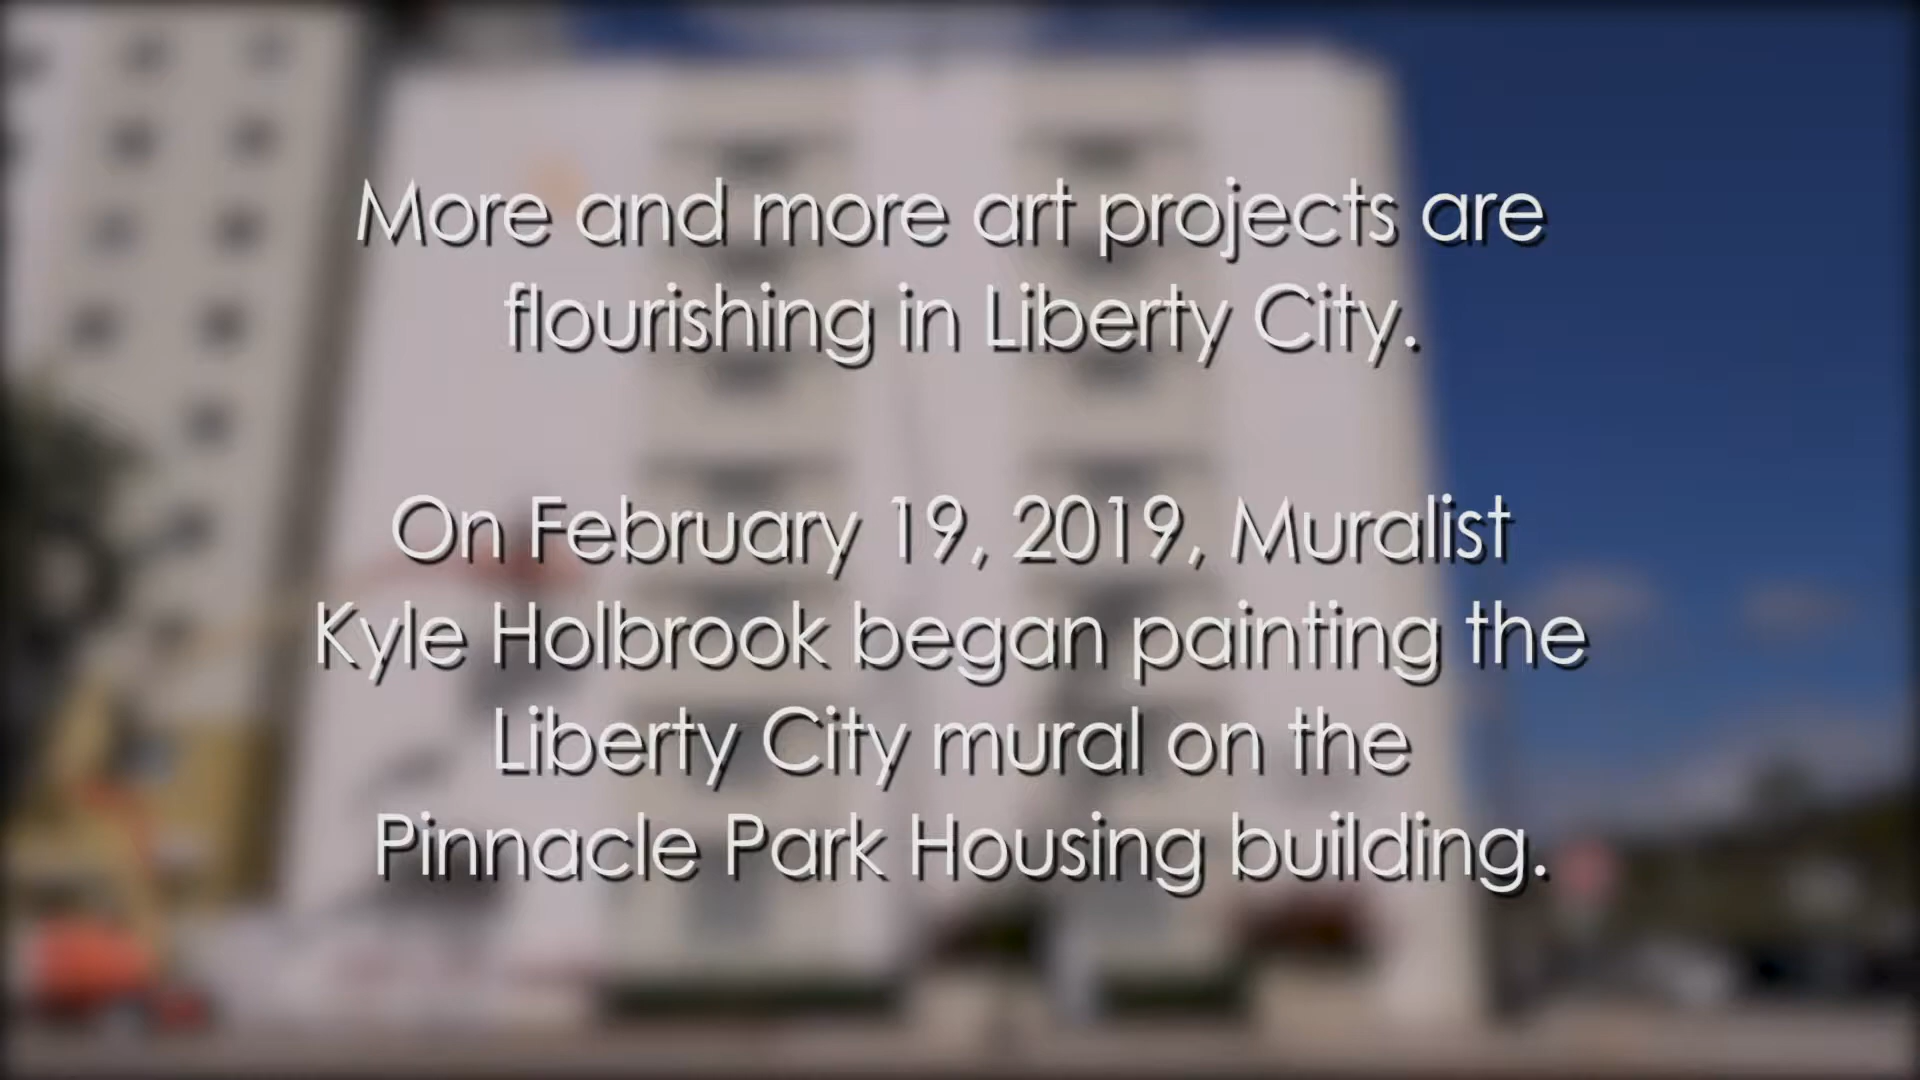 More and more art projects are
flourishing in Liberty City.
On February 19, 2019, Muralist
Kyle Holbrook began painting the
Liberty City mural on the
Pinnacle Park Housing building.